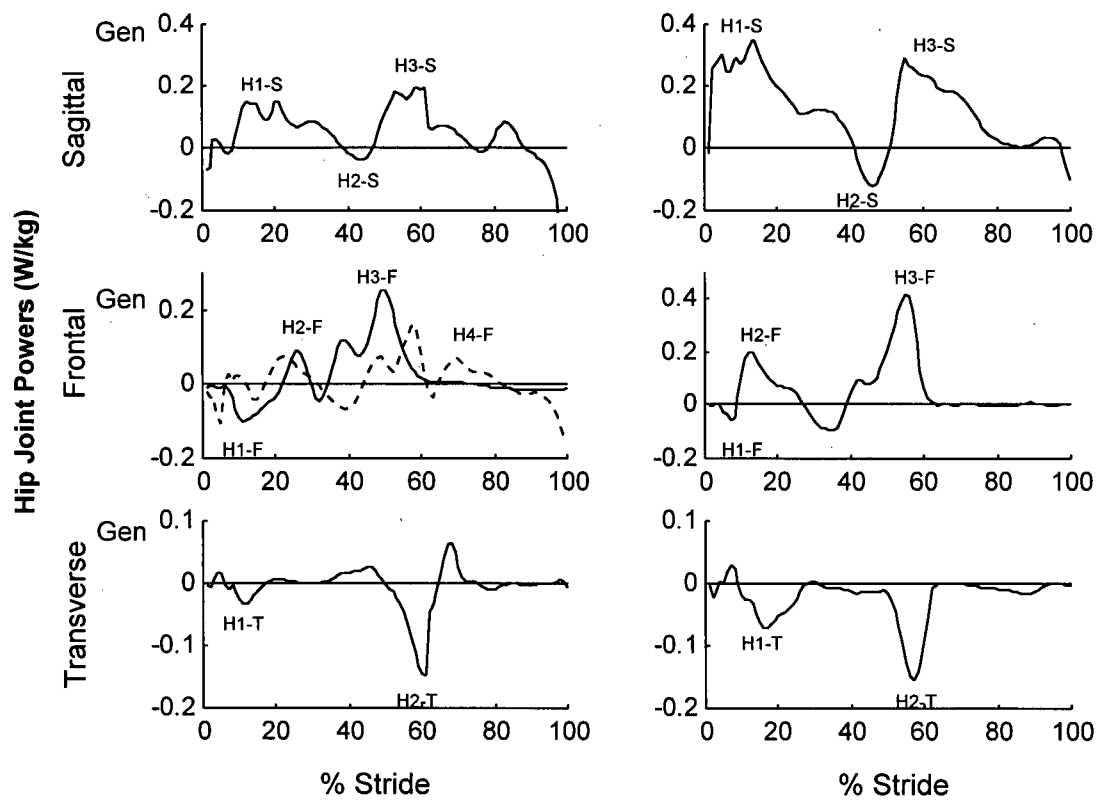 Hip Joint Powers (W/kg)
Sagittal
Gen
0.4
0.2
0
-0.2
H1-S
H2-S
H3-S
0 20 40 60 80 100
0.4
0.2
0
-0.2
H1-S
H2-S
H3-S
0 20 40 60 80 100
Frontal
Gen
0.2
0
-0.2
H1-F
H2-F
H3-F
H4-F
0 20 40 60 80 100
0.4
0.2
0
-0.2
H1-F
H2-F
H3-F
0 20 40 60 80 100
Transverse
Gen
0.1
0
-0.1
-0.2
H1-T
H2-T
0 20 40 60 80 100
0.1
0
-0.1
-0.2
H1-T
H2-T
0 20 40 60 80 100
% Stride
% Stride